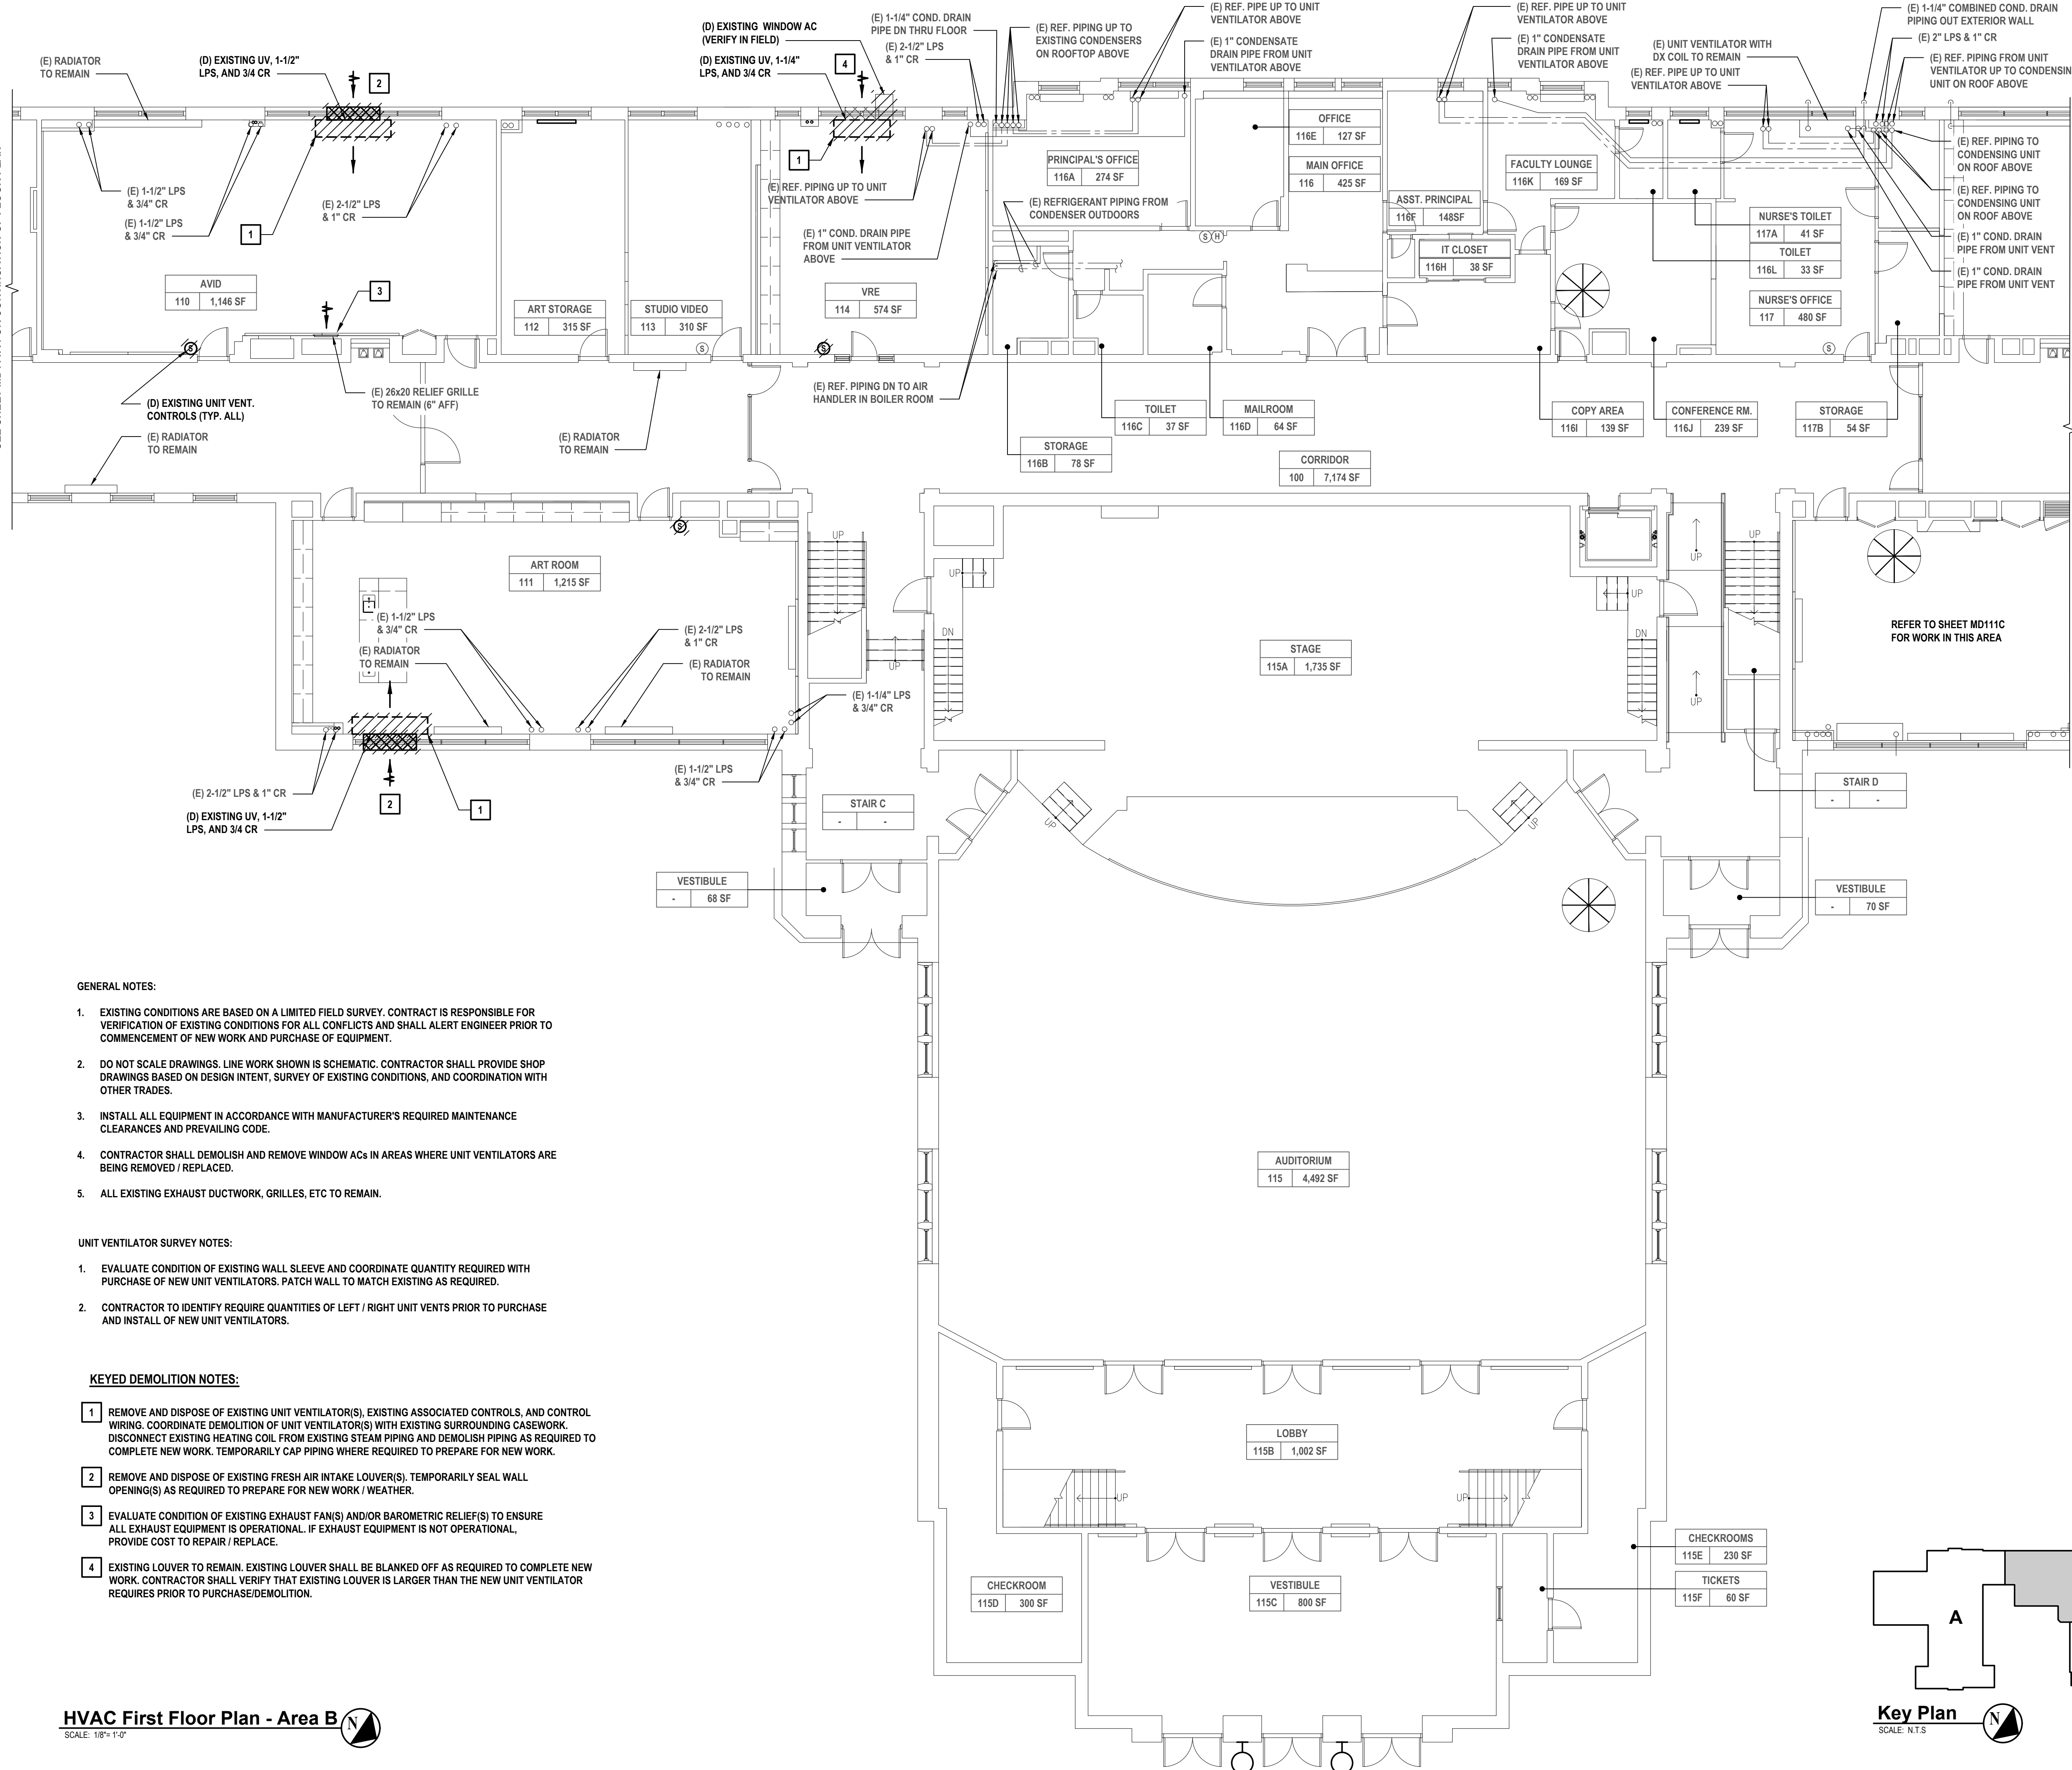 (E) RADIATOR
TO REMAIN
(D) EXISTING UV, 1-1/2"
LPS, AND 3/4 CR
2
(D) EXISTING  WINDOW AC
(VERIFY IN FIELD)
(D) EXISTING UV, 1-1/4"
LPS, AND 3/4 CR
4
(E) 1-1/4" COND. DRAIN
PIPE DN THRU FLOOR
(E) 2-1/2" LPS
& 1" CR
(E) REF. PIPING UP TO
EXISTING CONDENSERS
ON ROOFTOP ABOVE
(E) REF. PIPE UP TO UNIT
VENTILATOR ABOVE
(E) 1" CONDENSATE
DRAIN PIPE FROM UNIT
VENTILATOR ABOVE
(E) REF. PIPE UP TO UNIT
VENTILATOR ABOVE
(E) 1" CONDENSATE
DRAIN PIPE FROM UNIT
VENTILATOR ABOVE
(E) UNIT VENTILATOR WITH
DX COIL TO REMAIN
(E) REF. PIPE UP TO UNIT
VENTILATOR ABOVE
(E) 1-1/4" COMBINED COND. DRAIN
PIPING OUT EXTERIOR WALL
(E) 2" LPS & 1" CR
(E) REF. PIPING FROM UNIT
VENTILATOR UP TO CONDENSIN
UNIT ON ROOF ABOVE
(E) REF. PIPING TO
CONDENSING UNIT
ON ROOF ABOVE
(E) REF. PIPING TO
CONDENSING UNIT
ON ROOF ABOVE
(E) 1" COND. DRAIN
PIPE FROM UNIT VENT
(E) 1" COND. DRAIN
PIPE FROM UNIT VENT
(E) 1-1/2" LPS
& 3/4" CR
(E) 1-1/2" LPS
& 3/4" CR
1
(E) 2-1/2" LPS
& 1" CR
AVID
110 1,146 SF
3
ART STORAGE
112 315 SF
STUDIO VIDEO
113 310 SF
S
1
(E) REF. PIPING UP TO UNIT
VENTILATOR ABOVE
(E) 1" COND. DRAIN PIPE
FROM UNIT VENTILATOR
ABOVE
VRE
114 574 SF
S
S
PRINCIPAL'S OFFICE
116A 274 SF
(E) REFRIGERANT PIPING FROM
CONDENSER OUTDOORS
S H
OFFICE
116E 127 SF
MAIN OFFICE
116 425 SF
ASST. PRINCIPAL
116F 148SF
IT CLOSET
116H 38 SF
FACULTY LOUNGE
116K 169 SF
NURSE'S TOILET
117A 41 SF
TOILET
116L 33 SF
NURSE'S OFFICE
117 480 SF
S
(D) EXISTING UNIT VENT.
CONTROLS (TYP. ALL)
(E) RADIATOR
TO REMAIN
(E) 26x20 RELIEF GRILLE
TO REMAIN (6" AFF)
(E) RADIATOR
TO REMAIN
(E) REF. PIPING DN TO AIR
HANDLER IN BOILER ROOM
STORAGE
116B 78 SF
TOILET
116C 37 SF
MAILROOM
116D 64 SF
COPY AREA
116I 139 SF
CONFERENCE RM.
116J 239 SF
STORAGE
117B 54 SF
CORRIDOR
100 7,174 SF
S
ART ROOM
111 1,215 SF
(E) 1-1/2" LPS
& 3/4" CR
(E) RADIATOR
TO REMAIN
(E) 2-1/2" LPS
& 1" CR
(E) RADIATOR
TO REMAIN
(E) 1-1/4" LPS
& 3/4" CR
(E) 1-1/2" LPS
& 3/4" CR
(E) 2-1/2" LPS & 1" CR
(D) EXISTING UV, 1-1/2"
LPS, AND 3/4 CR
2
1
UP
UP
UP
DN
UP
DN
UP
UP
UP
UP
UP
STAGE
115A 1,735 SF
REFER TO SHEET MD111C
FOR WORK IN THIS AREA
STAIR C
- -
STAIR D
- -
VESTIBULE
- 68 SF
VESTIBULE
- 70 SF
AUDITORIUM
115 4,492 SF
LOBBY
115B 1,002 SF
UP
UP
CHECKROOM
115D 300 SF
VESTIBULE
115C 800 SF
CHECKROOMS
115E 230 SF
TICKETS
115F 60 SF
GENERAL NOTES:
1. EXISTING CONDITIONS ARE BASED ON A LIMITED FIELD SURVEY. CONTRACT IS RESPONSIBLE FOR
VERIFICATION OF EXISTING CONDITIONS FOR ALL CONFLICTS AND SHALL ALERT ENGINEER PRIOR TO
COMMENCEMENT OF NEW WORK AND PURCHASE OF EQUIPMENT.
2. DO NOT SCALE DRAWINGS. LINE WORK SHOWN IS SCHEMATIC. CONTRACTOR SHALL PROVIDE SHOP
DRAWINGS BASED ON DESIGN INTENT, SURVEY OF EXISTING CONDITIONS, AND COORDINATION WITH
OTHER TRADES.
3. INSTALL ALL EQUIPMENT IN ACCORDANCE WITH MANUFACTURER'S REQUIRED MAINTENANCE
CLEARANCES AND PREVAILING CODE.
4. CONTRACTOR SHALL DEMOLISH AND REMOVE WINDOW ACs IN AREAS WHERE UNIT VENTILATORS ARE
BEING REMOVED / REPLACED.
5. ALL EXISTING EXHAUST DUCTWORK, GRILLES, ETC TO REMAIN.
UNIT VENTILATOR SURVEY NOTES:
1. EVALUATE CONDITION OF EXISTING WALL SLEEVE AND COORDINATE QUANTITY REQUIRED WITH
PURCHASE OF NEW UNIT VENTILATORS. PATCH WALL TO MATCH EXISTING AS REQUIRED.
2. CONTRACTOR TO IDENTIFY REQUIRE QUANTITIES OF LEFT / RIGHT UNIT VENTS PRIOR TO PURCHASE
AND INSTALL OF NEW UNIT VENTILATORS.
KEYED DEMOLITION NOTES:
1 REMOVE AND DISPOSE OF EXISTING UNIT VENTILATOR(S), EXISTING ASSOCIATED CONTROLS, AND CONTROL
WIRING. COORDINATE DEMOLITION OF UNIT VENTILATOR(S) WITH EXISTING SURROUNDING CASEWORK.
DISCONNECT EXISTING HEATING COIL FROM EXISTING STEAM PIPING AND DEMOLISH PIPING AS REQUIRED TO
COMPLETE NEW WORK. TEMPORARILY CAP PIPING WHERE REQUIRED TO PREPARE FOR NEW WORK.
2 REMOVE AND DISPOSE OF EXISTING FRESH AIR INTAKE LOUVER(S). TEMPORARILY SEAL WALL
OPENING(S) AS REQUIRED TO PREPARE FOR NEW WORK / WEATHER.
3 EVALUATE CONDITION OF EXISTING EXHAUST FAN(S) AND/OR BAROMETRIC RELIEF(S) TO ENSURE
ALL EXHAUST EQUIPMENT IS OPERATIONAL. IF EXHAUST EQUIPMENT IS NOT OPERATIONAL,
PROVIDE COST TO REPAIR / REPLACE.
4 EXISTING LOUVER TO REMAIN. EXISTING LOUVER SHALL BE BLANKED OFF AS REQUIRED TO COMPLETE NEW
WORK. CONTRACTOR SHALL VERIFY THAT EXISTING LOUVER IS LARGER THAN THE NEW UNIT VENTILATOR
REQUIRES PRIOR TO PURCHASE/DEMOLITION.
HVAC First Floor Plan - Area B
N
SCALE: 1/8"= 1'-0"
A
Key Plan
N
SCALE: N.T.S